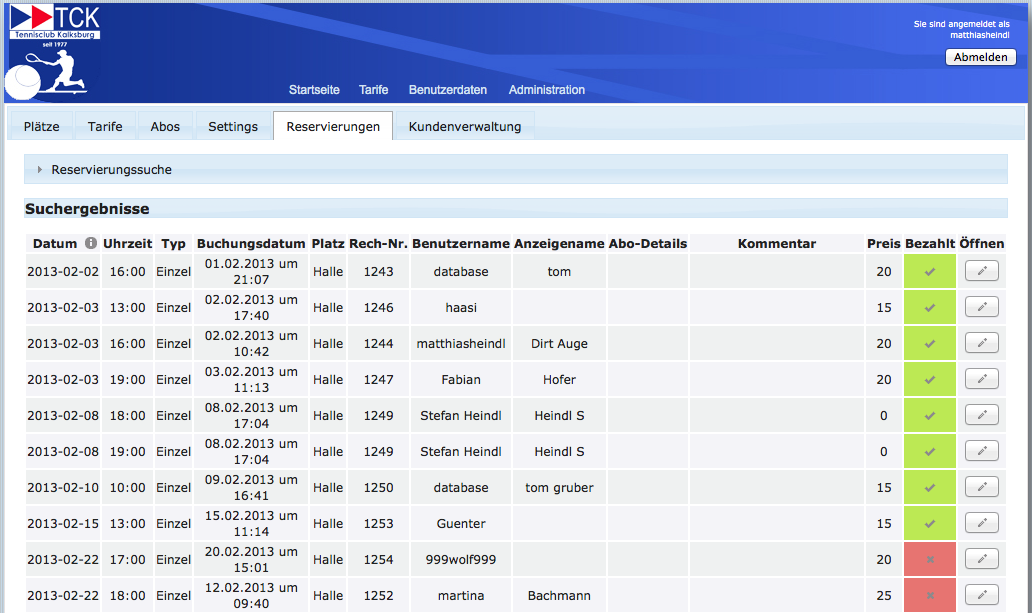 TCK
Tennisclub Kalksburg
seit 1977
Sie sind angemeldet als
matthiasheindl
Abmelden
Startseite Tarife Benutzerdaten Administration
Plätze Tarife Abos Settings Reservierungen Kundenverwaltung
Reservierungssuche
Suchergebnisse
Datum Uhrzeit Typ Buchungsdatum Platz Rech-Nr. Benutzername Anzeigename Abo-Details Kommentar Preis Bezahlt Öffnen
2013-02-02 16:00 Einzel 01.02.2013 um 21:07 Halle 1243 database tom 20
2013-02-03 13:00 Einzel 02.02.2013 um 17:40 Halle 1246 haasi 15
2013-02-03 16:00 Einzel 02.02.2013 um 10:42 Halle 1244 matthiasheindl Dirt Auge 20
2013-02-03 19:00 Einzel 03.02.2013 um 11:13 Halle 1247 Fabian Hofer 20
2013-02-08 18:00 Einzel 08.02.2013 um 17:04 Halle 1249 Stefan Heindl Heindl S 0
2013-02-08 19:00 Einzel 08.02.2013 um 17:04 Halle 1249 Stefan Heindl Heindl S 0
2013-02-10 10:00 Einzel 09.02.2013 um 16:41 Halle 1250 database tom gruber 15
2013-02-15 13:00 Einzel 15.02.2013 um 11:14 Halle 1253 Guenter 15
2013-02-22 17:00 Einzel 20.02.2013 um 15:01 Halle 1254 999wolf999 20
2013-02-22 18:00 Einzel 12.02.2013 um 09:40 Halle 1252 martina Bachmann 25